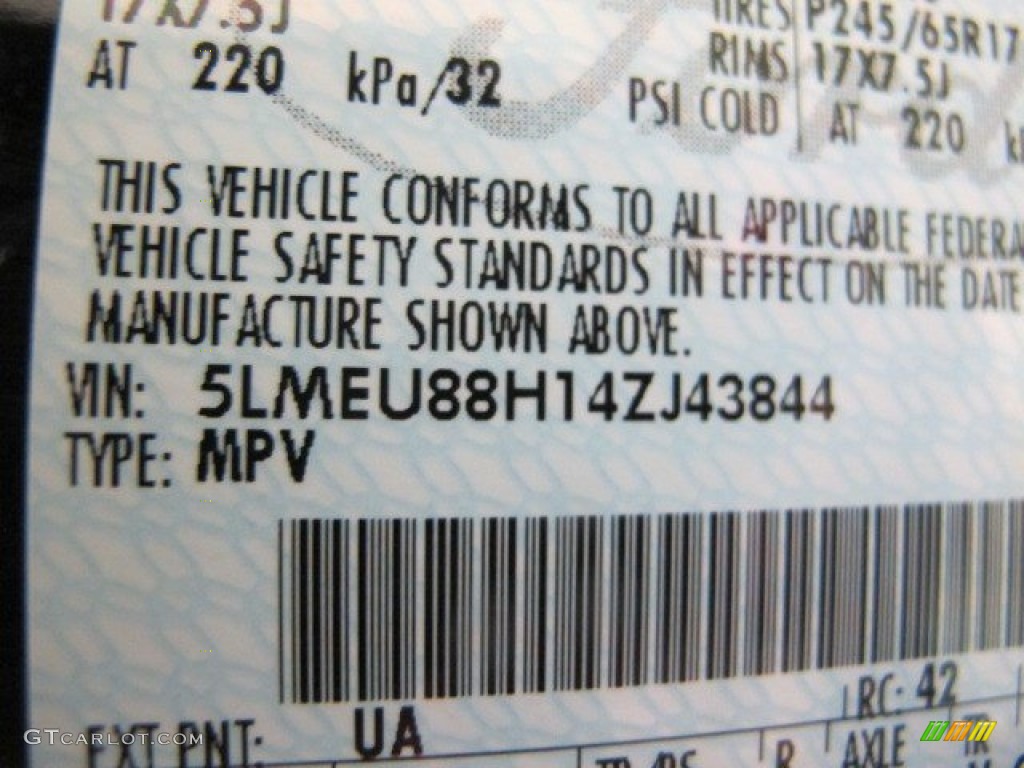 17X7.5J TIRES P245/65R17
RIMS 17X7.5J
AT 220 kPa/32 PSI COLD AT 220
THIS VEHICLE CONFORMS TO ALL APPLICABLE FEDERA
VEHICLE SAFETY STANDARDS IN EFFECT ON THE DATE
MANUFACTURE SHOWN ABOVE.
VIN: 5LMEU88H14ZJ43844
TYPE: MPV
RC: 42
EXT PNT: UA
R AXLE TR
GTCARLOT.COM